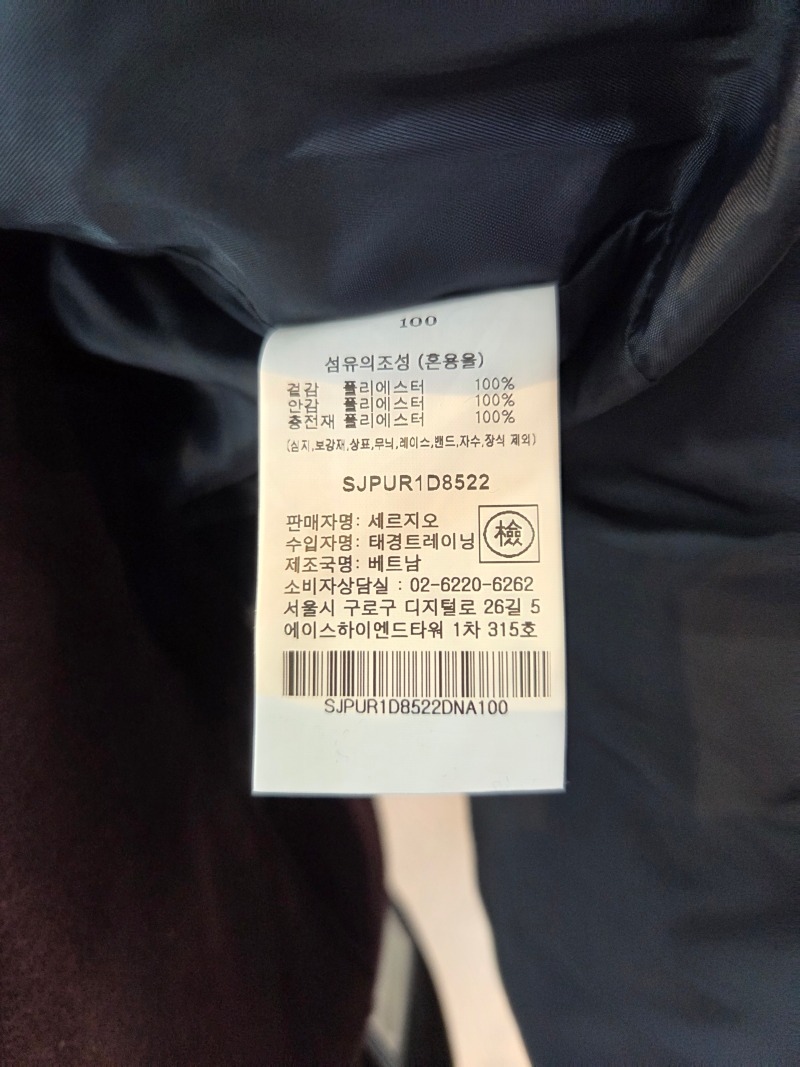 100
섬유의조성 (혼용율)
겉감 폴리에스터 100%
안감 폴리에스터 100%
충전재 폴리에스터 100%
(심지,보강재,상표,무늬,레이스,밴드,자수,장식 제외)
SJPUR1D8522
판매자명: 세르지오
수입자명: 태경트레이닝
檢
제조국명: 베트남
소비자상담실 : 02-6220-6262
서울시 구로구 디지털로 26길 5
에이스하이엔드타워 1차 315호
SJPUR1D8522DNA100